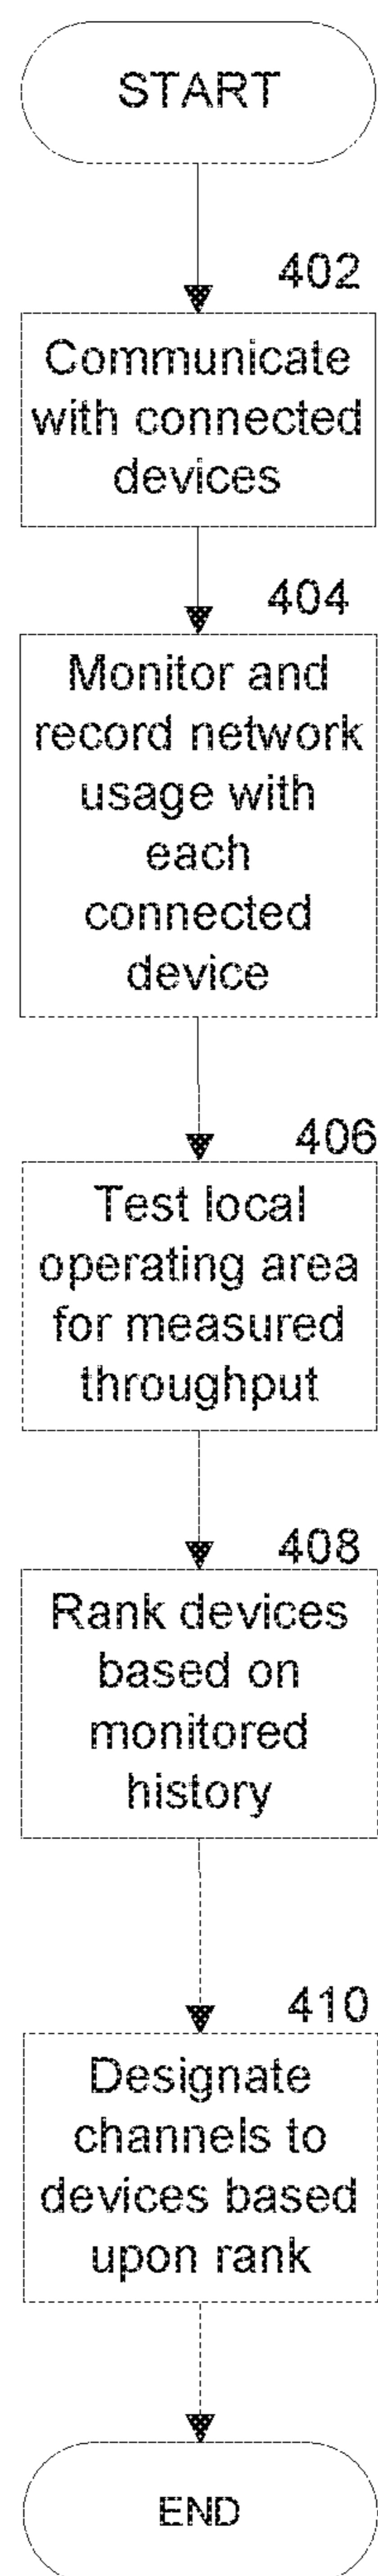 START
402
Communicate
with connected
devices
404
Monitor and
record network
usage with
each
connected
device
406
Test local
operating area
for measured
throughput
408
Rank devices
based on
monitored
history
410
Designate
channels to
devices based
upon rank
END